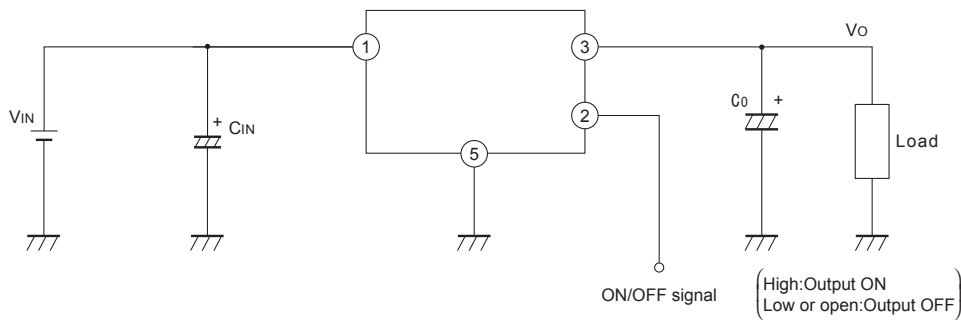 1
3
Vo
VIN
+
CIN
2
C0
+
Load
5
ON/OFF signal
High:Output ON
Low or open:Output OFF